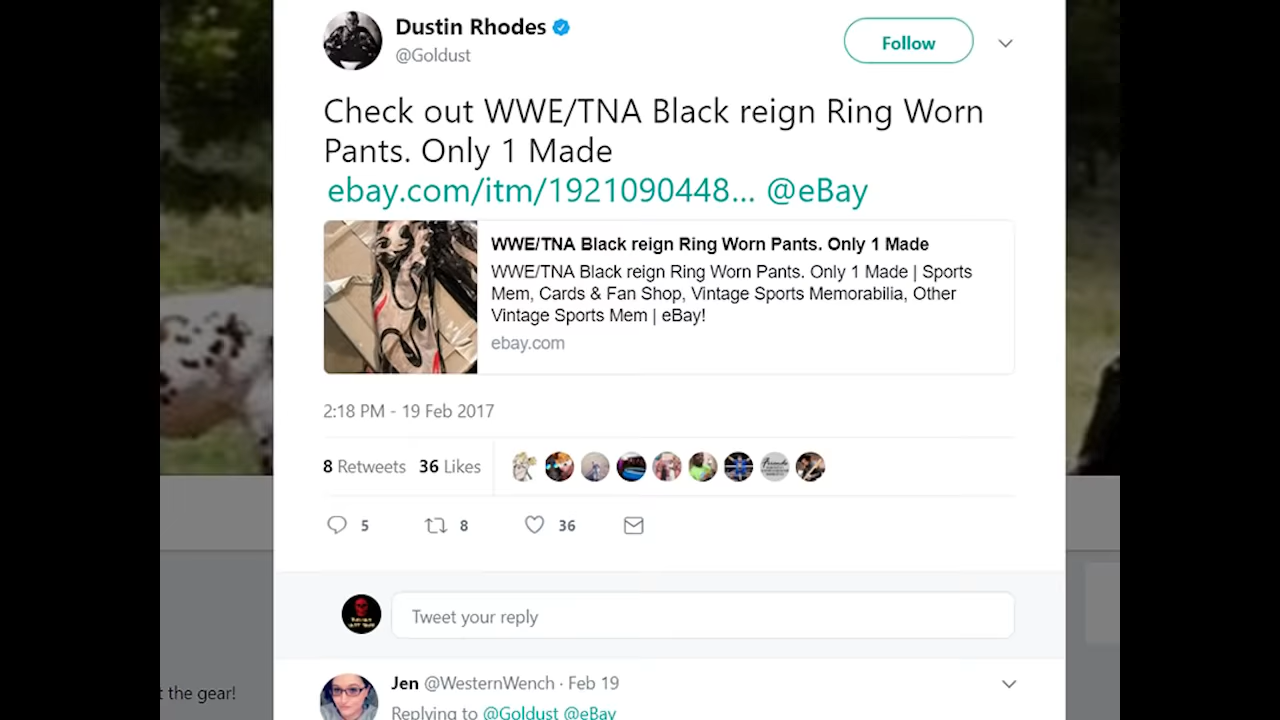 Dustin Rhodes
@Goldust
Follow
Check out WWE/TNA Black reign Ring Worn
Pants. Only 1 Made
ebay.com/itm/1921090448... @eBay
WWE/TNA Black reign Ring Worn Pants. Only 1 Made
WWE/TNA Black reign Ring Worn Pants. Only 1 Made | Sports
Mem, Cards & Fan Shop, Vintage Sports Memorabilia, Other
Vintage Sports Mem | eBay!
ebay.com
2:18 PM - 19 Feb 2017
8 Retweets 36 Likes
5 8 36
Tweet your reply
Jen @WesternWench · Feb 19
t the gear!
Replying to @Goldust @eBay